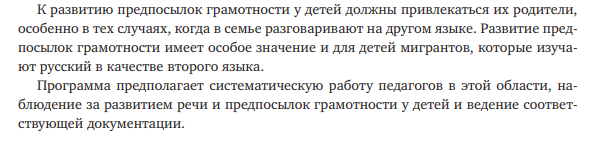 К развитию предпосылок грамотности у детей должны привлекаться их родители,
особенно в тех случаях, когда в семье разговаривают на другом языке. Развитие пред-
посылок грамотности имеет особое значение и для детей мигрантов, которые изуча-
ют русский в качестве второго языка.
Программа предполагает систематическую работу педагогов в этой области, на-
блюдение за развитием речи и предпосылок грамотности у детей и ведение соответ-
ствующей документации.